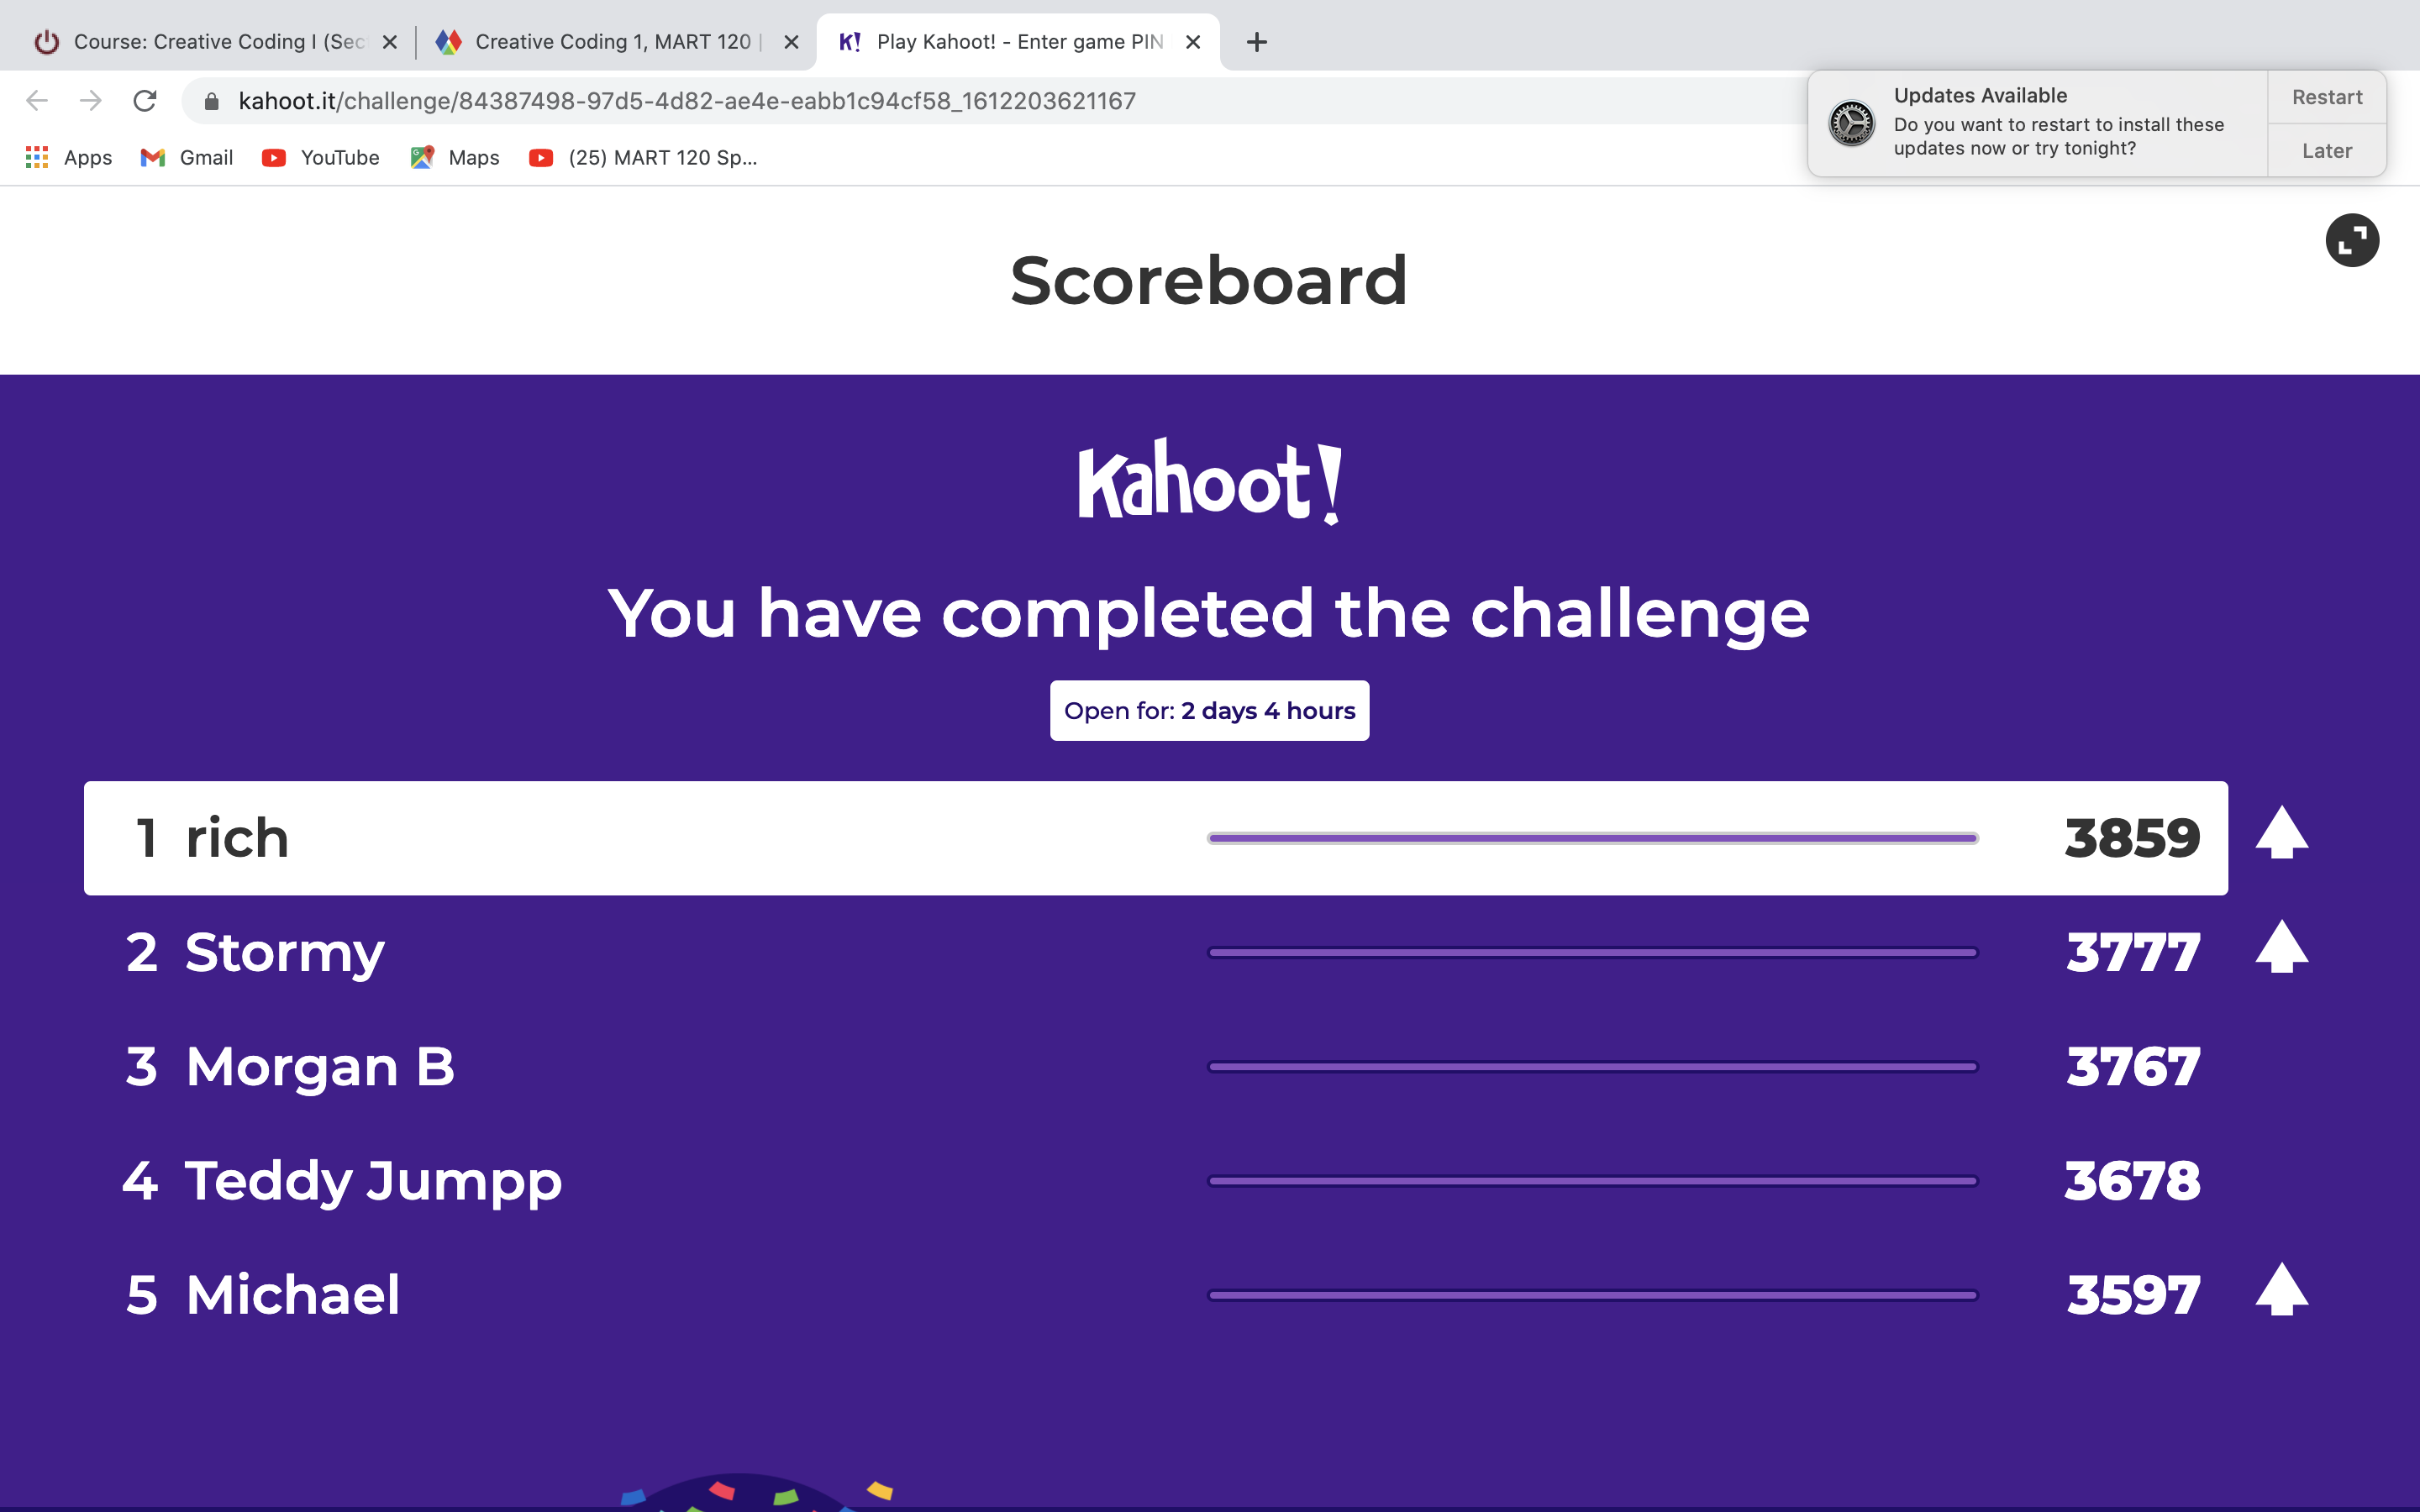 Course: Creative Coding I (Sec
Creative Coding 1, MART 120 |
K! Play Kahoot! - Enter game PIN
kahoot.it/challenge/84387498-97d5-4d82-ae4e-eabb1c94cf58_1612203621167
Updates Available
Do you want to restart to install these
updates now or try tonight?
Restart
Later
Apps Gmail YouTube Maps (25) MART 120 Sp...
Scoreboard
Kahoot!
You have completed the challenge
Open for: 2 days 4 hours
1 rich 3859
2 Stormy 3777
3 Morgan B 3767
4 Teddy Jumpp 3678
5 Michael 3597